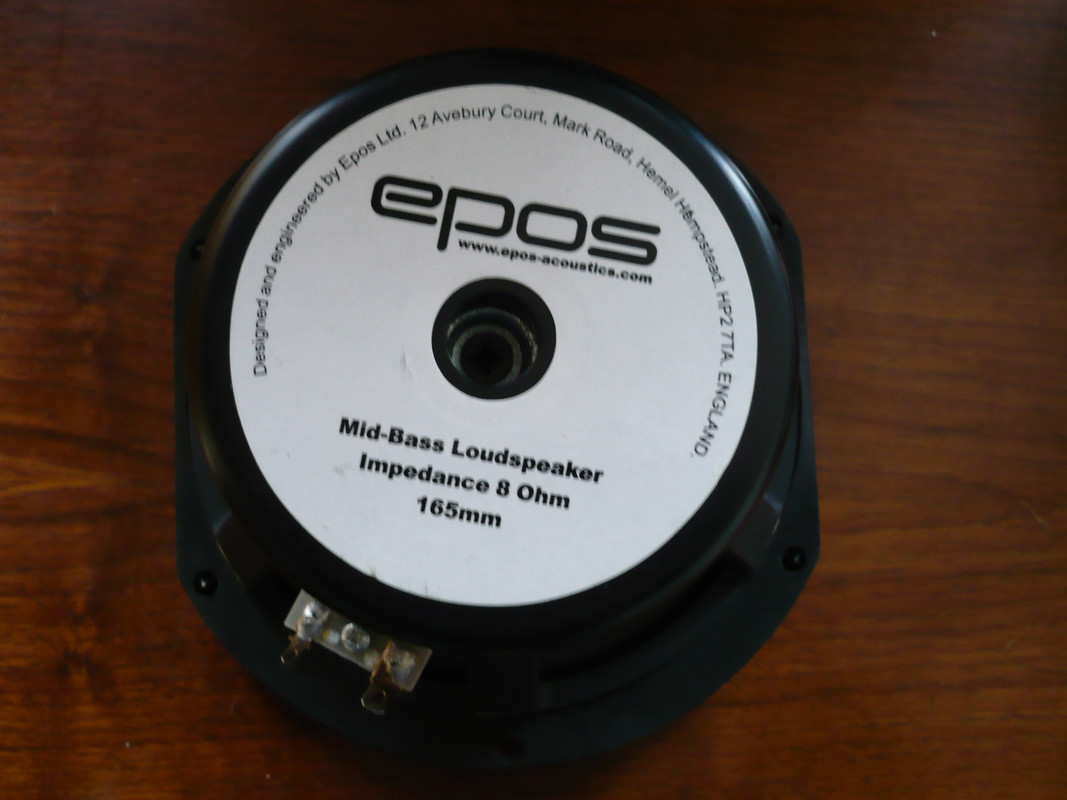 Designed and engineered by Epos Ltd. 12 Avebury Court, Mark Road, Hemel Hempstead. HP2 7TA. ENGLAND.
epos
www.epos-acoustics.com
Mid-Bass Loudspeaker
Impedance 8 Ohm
165mm